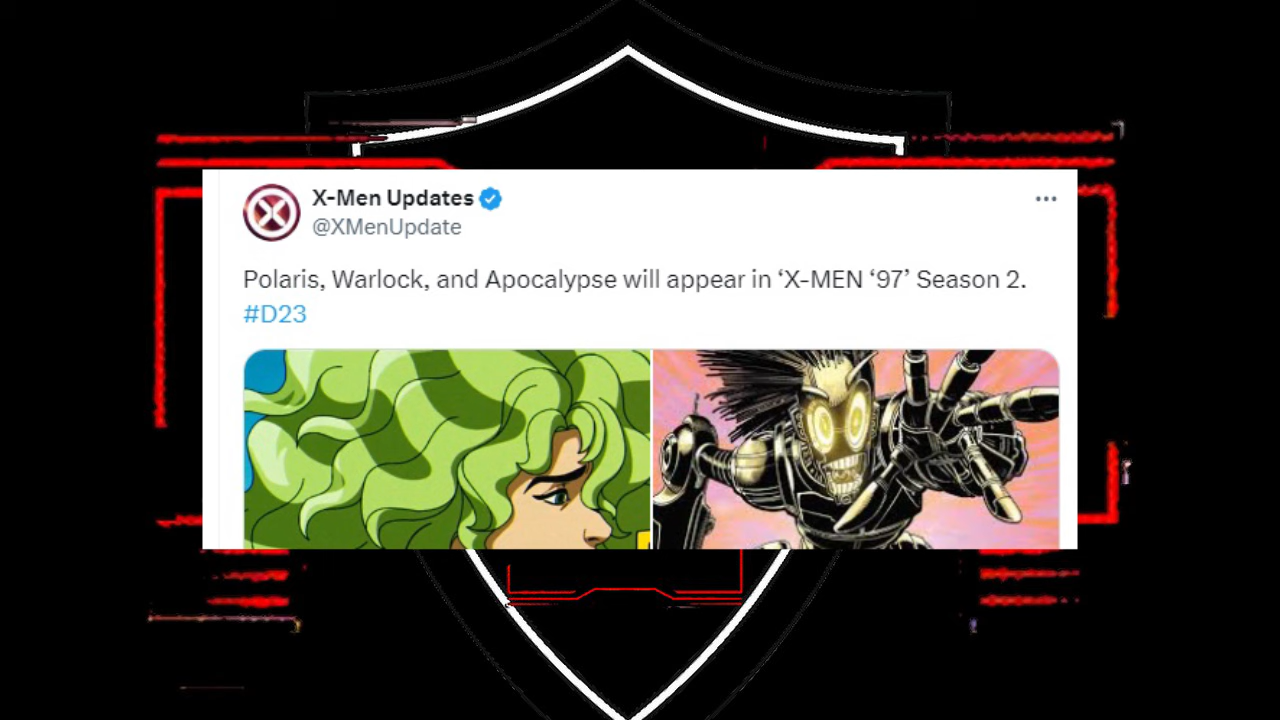 X-Men Updates
@XMenUpdate
Polaris, Warlock, and Apocalypse will appear in ‘X-MEN ‘97’ Season 2.
#D23